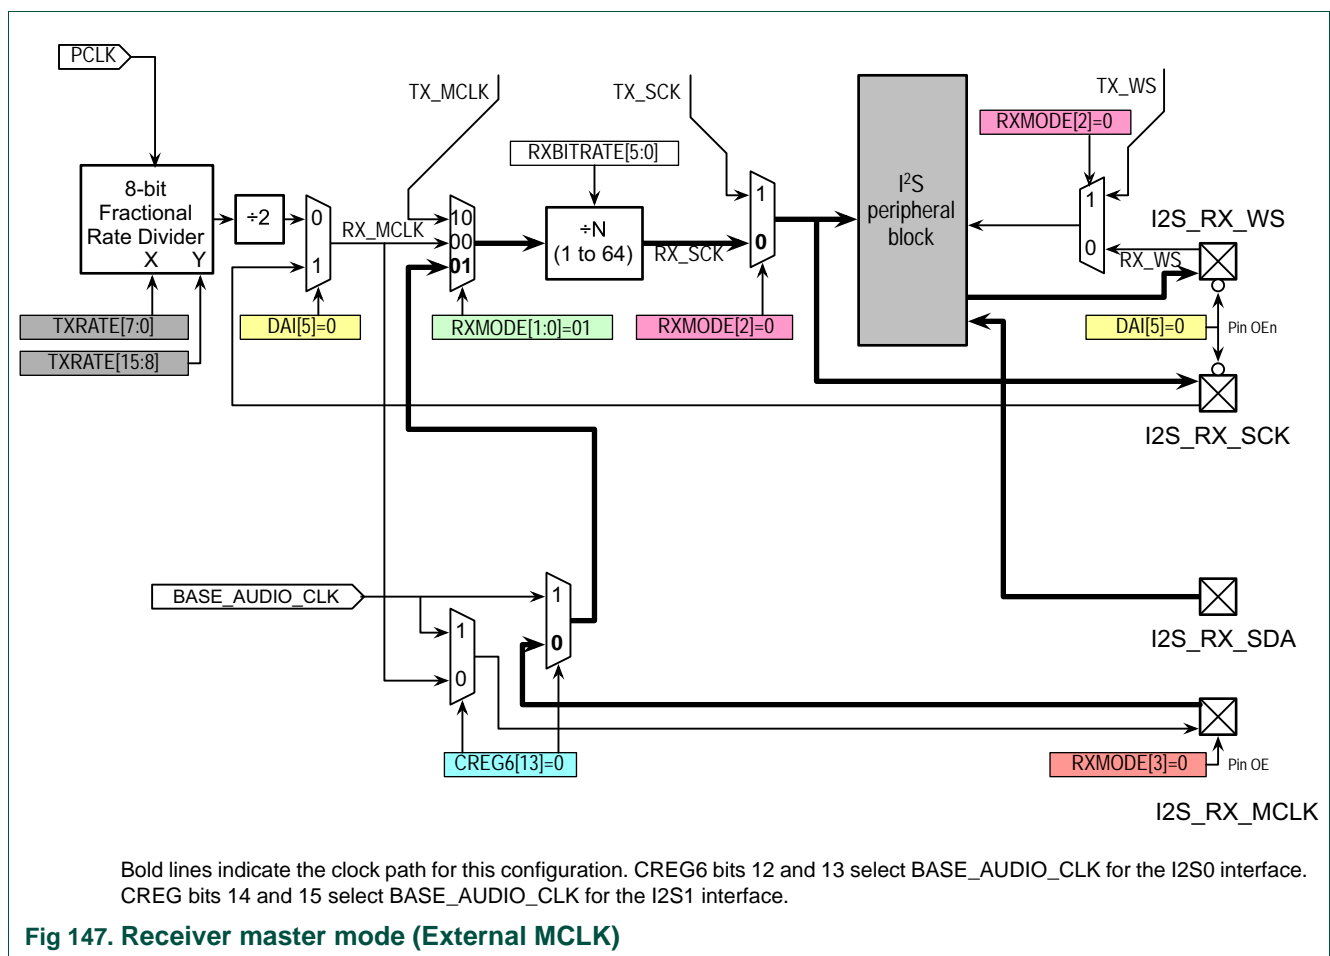 PCLK
TX_MCLK
TX_SCK
TX_WS
RXMODE[2]=0
RXBITRATE[5:0]
8-bit
Fractional
Rate Divider
X Y
÷2
0
1
RX_MCLK
10
00
01
÷N
(1 to 64)
RX_SCK
1
0
I²S
peripheral
block
1
0
RX_WS
I2S_RX_WS
TXRATE[7:0]
TXRATE[15:8]
DAI[5]=0
RXMODE[1:0]=01
RXMODE[2]=0
DAI[5]=0
Pin OEn
I2S_RX_SCK
BASE_AUDIO_CLK
1
0
1
0
I2S_RX_SDA
CREG6[13]=0
RXMODE[3]=0
Pin OE
I2S_RX_MCLK
Bold lines indicate the clock path for this configuration. CREG6 bits 12 and 13 select BASE_AUDIO_CLK for the I2S0 interface.
CREG bits 14 and 15 select BASE_AUDIO_CLK for the I2S1 interface.
Fig 147. Receiver master mode (External MCLK)